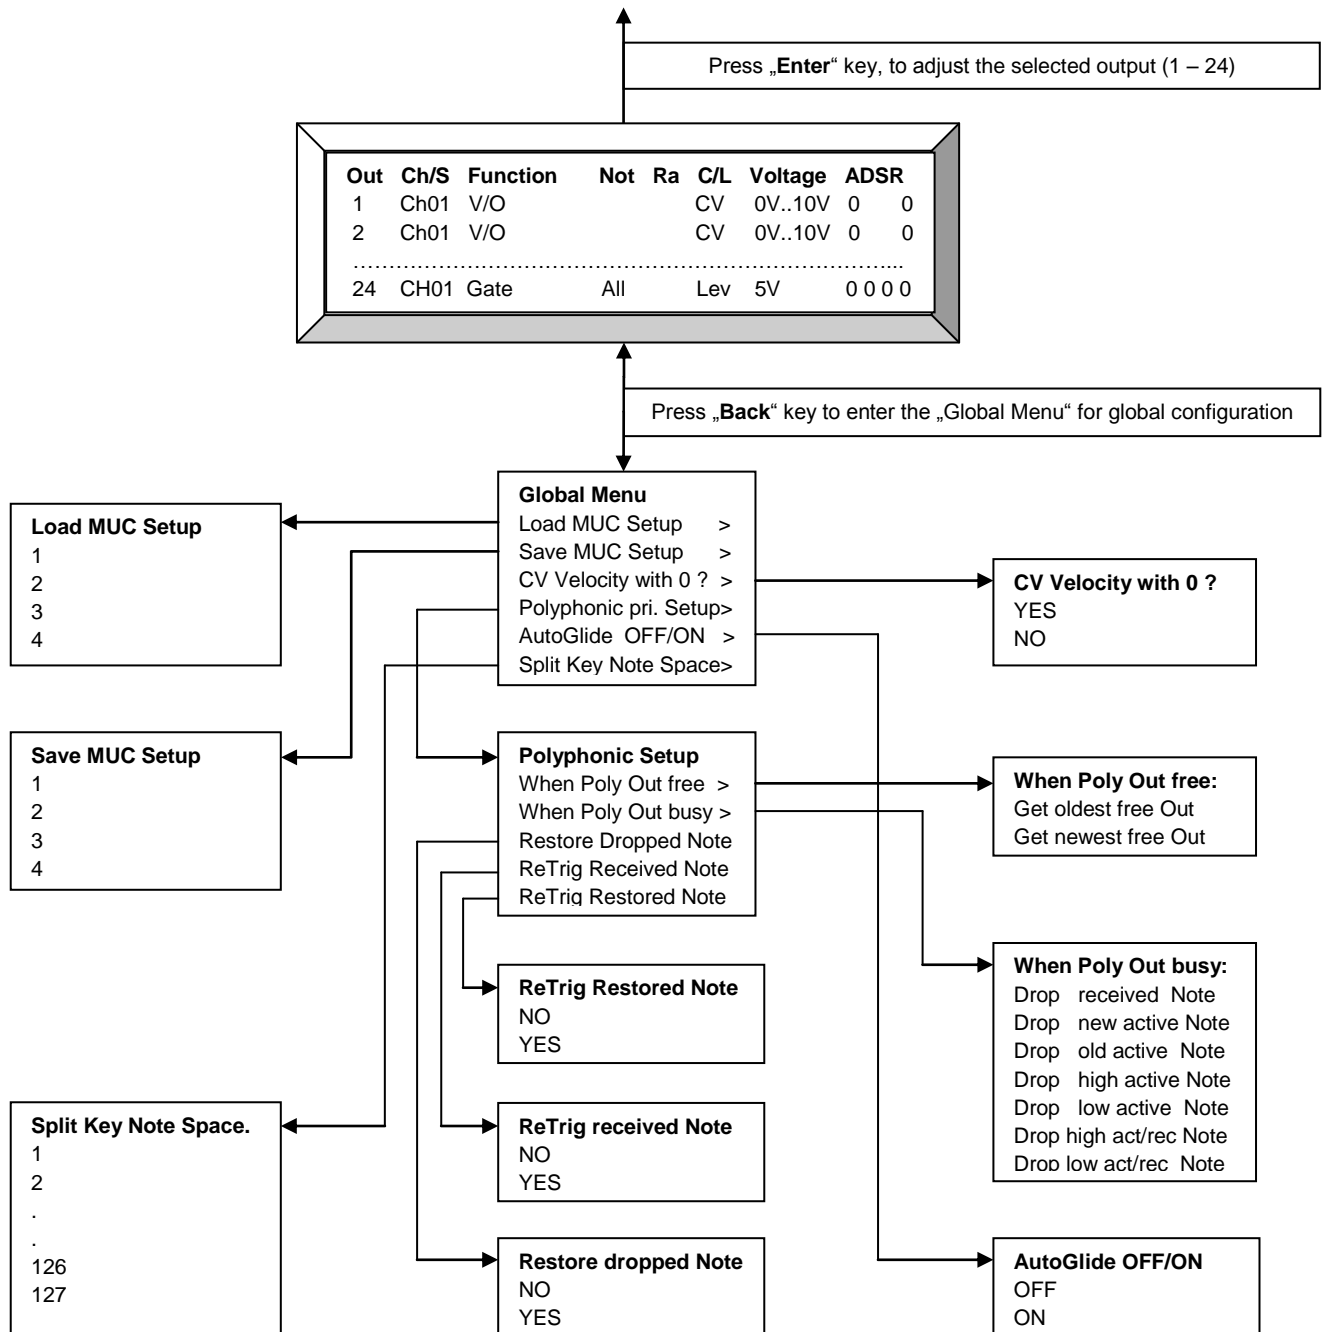 Press „Enter“ key, to adjust the selected output (1 – 24)
Out Ch/S Function Not Ra C/L Voltage ADSR
1 Ch01 V/O CV 0V..10V 0 0
2 Ch01 V/O CV 0V..10V 0 0
…………………………………………………………………...
24 CH01 Gate All Lev 5V 0 0 0 0
Press „Back“ key to enter the „Global Menu“ for global configuration
Global Menu
Load MUC Setup >
Save MUC Setup >
CV Velocity with 0 ? >
Polyphonic pri. Setup>
AutoGlide OFF/ON >
Split Key Note Space>
Load MUC Setup
1
2
3
4
CV Velocity with 0 ?
YES
NO
Save MUC Setup
1
2
3
4
Polyphonic Setup
When Poly Out free >
When Poly Out busy >
Restore Dropped Note
ReTrig Received Note
ReTrig Restored Note
When Poly Out free:
Get oldest free Out
Get newest free Out
When Poly Out busy:
Drop received Note
Drop new active Note
Drop old active Note
Drop high active Note
Drop low active Note
Drop high act/rec Note
Drop low act/rec Note
ReTrig Restored Note
NO
YES
Split Key Note Space.
1
2
.
.
126
127
ReTrig received Note
NO
YES
Restore dropped Note
NO
YES
AutoGlide OFF/ON
OFF
ON